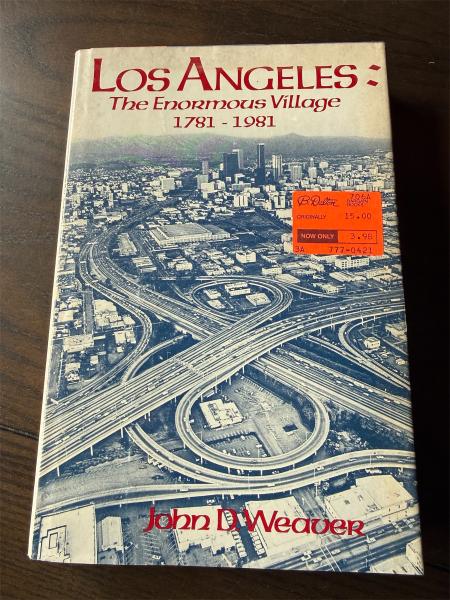 LOS ANGELES:
The Enormous Village
1781 - 1981
B. Dalton
ORIGINALLY 15.00
NOW ONLY 3.98
3A 777-0421
John D. Weaver